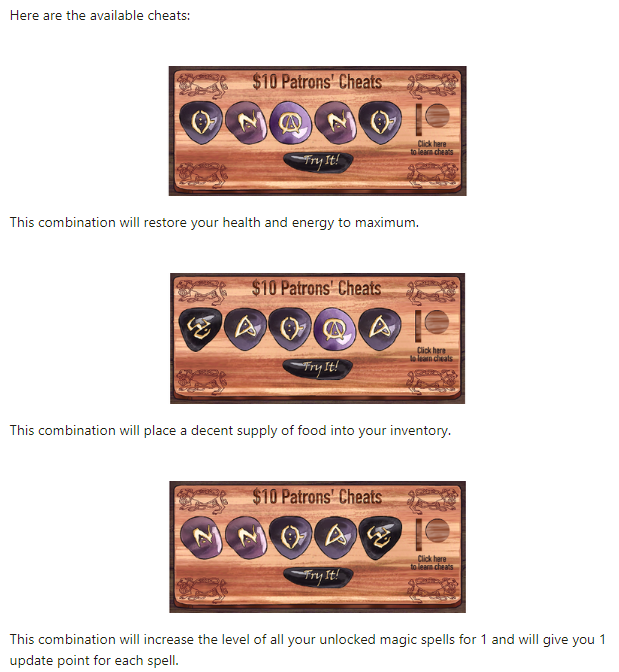 Here are the available cheats:
$10 Patrons' Cheats
Click here
to learn cheats
Try It!
This combination will restore your health and energy to maximum.
$10 Patrons' Cheats
Click here
to learn cheats
Try It!
This combination will place a decent supply of food into your inventory.
$10 Patrons' Cheats
Click here
to learn cheats
Try It!
This combination will increase the level of all your unlocked magic spells for 1 and will give you 1
update point for each spell.